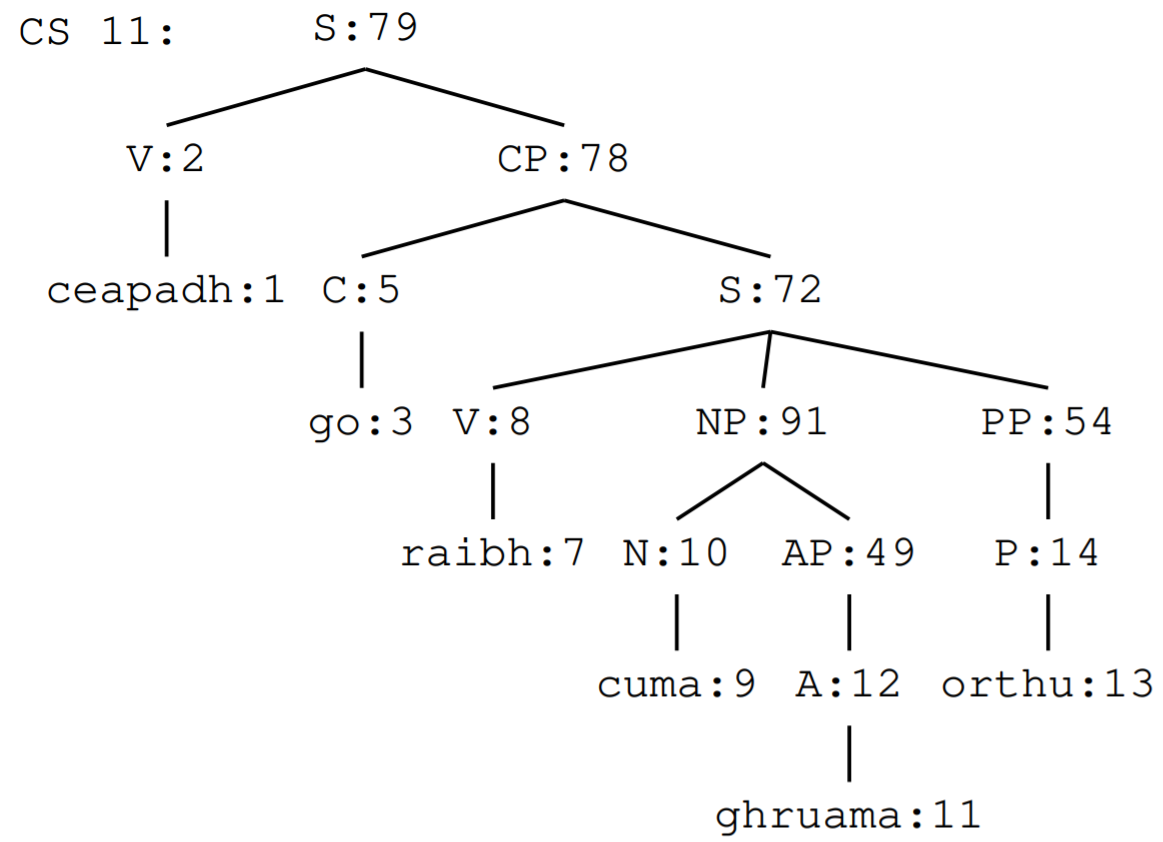 CS 11: S:79
V:2 CP:78
ceapadh:1 C:5 S:72
go:3 V:8 NP:91 PP:54
raibh:7 N:10 AP:49 P:14
cuma:9 A:12 orthu:13
ghruama:11